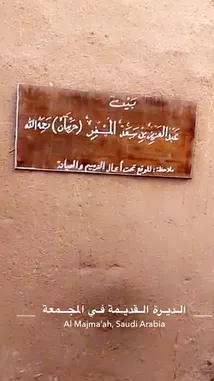 بيت
عبدالعزيز بن سعد (حرمان) رحمه الله
ملاحظة: الموقع تحت أعمال الترميم والصيانة
الديرة القديمة في المجمعة
Al Majma'ah, Saudi Arabia